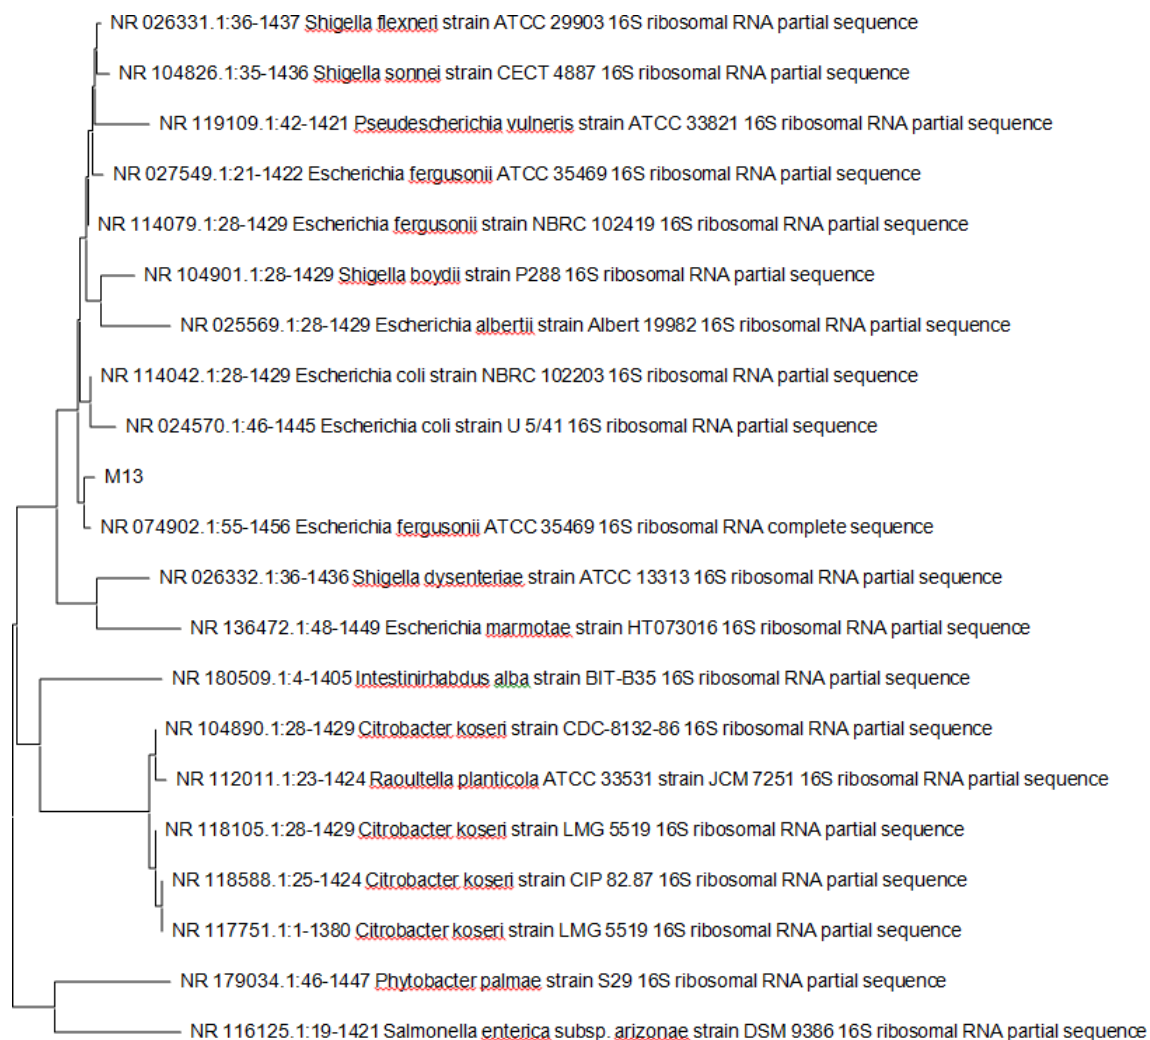 NR 026331.1:36-1437 Shigella flexneri strain ATCC 29903 16S ribosomal RNA partial sequence
NR 104826.1:35-1436 Shigella sonnei strain CECT 4887 16S ribosomal RNA partial sequence
NR 119109.1:42-1421 Pseudescherichia vulneris strain ATCC 33821 16S ribosomal RNA partial sequence
NR 027549.1:21-1422 Escherichia fergusonii ATCC 35469 16S ribosomal RNA partial sequence
NR 114079.1:28-1429 Escherichia fergusonii strain NBRC 102419 16S ribosomal RNA partial sequence
NR 104901.1:28-1429 Shigella boydii strain P288 16S ribosomal RNA partial sequence
NR 025569.1:28-1429 Escherichia albertii strain Albert 19982 16S ribosomal RNA partial sequence
NR 114042.1:28-1429 Escherichia coli strain NBRC 102203 16S ribosomal RNA partial sequence
NR 024570.1:46-1445 Escherichia coli strain U 5/41 16S ribosomal RNA partial sequence
M13
NR 074902.1:55-1456 Escherichia fergusonii ATCC 35469 16S ribosomal RNA complete sequence
NR 026332.1:36-1436 Shigella dysenteriae strain ATCC 13313 16S ribosomal RNA partial sequence
NR 136472.1:48-1449 Escherichia marmotae strain HT073016 16S ribosomal RNA partial sequence
NR 180509.1:4-1405 Intestinirhabdus alba strain BIT-B35 16S ribosomal RNA partial sequence
NR 104890.1:28-1429 Citrobacter koseri strain CDC-8132-86 16S ribosomal RNA partial sequence
NR 112011.1:23-1424 Raoultella planticola ATCC 33531 strain JCM 7251 16S ribosomal RNA partial sequence
NR 118105.1:28-1429 Citrobacter koseri strain LMG 5519 16S ribosomal RNA partial sequence
NR 118588.1:25-1424 Citrobacter koseri strain CIP 82.87 16S ribosomal RNA partial sequence
NR 117751.1:1-1380 Citrobacter koseri strain LMG 5519 16S ribosomal RNA partial sequence
NR 179034.1:46-1447 Phytobacter palmae strain S29 16S ribosomal RNA partial sequence
NR 116125.1:19-1421 Salmonella enterica subsp. arizonae strain DSM 9386 16S ribosomal RNA partial sequence